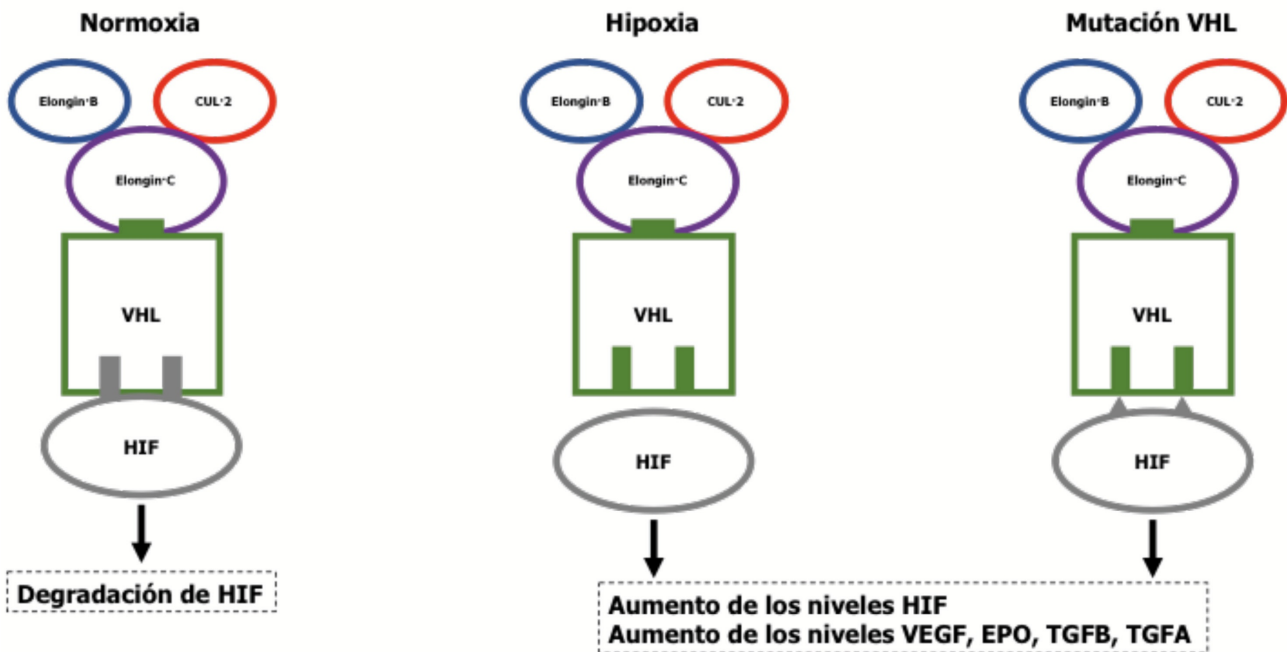 Normoxia
Hipoxia
Mutación VHL
Elongin·B
CUL·2
Elongin·B
CUL·2
Elongin·B
CUL·2
Elongin·C
Elongin·C
Elongin·C
VHL
VHL
VHL
HIF
HIF
HIF
Degradación de HIF
Aumento de los niveles HIF
Aumento de los niveles VEGF, EPO, TGFB, TGFA